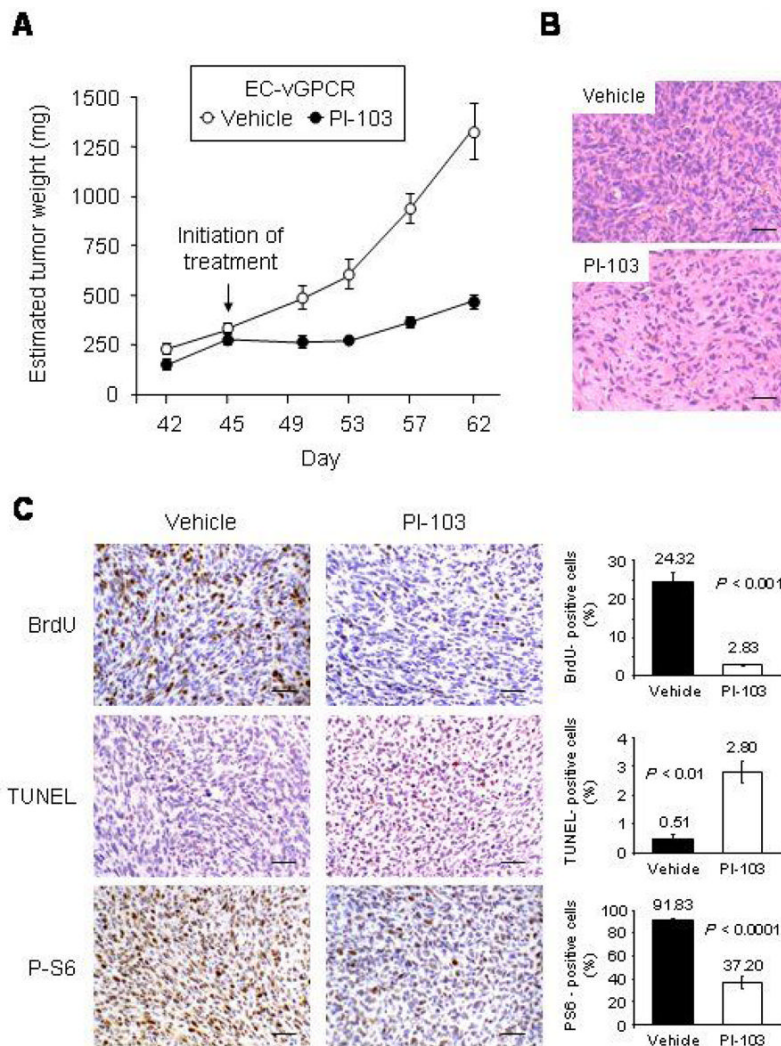 A
EC-vGPCR
Vehicle PI-103
Estimated tumor weight (mg)
1500
1250
1000
750
500
250
0
Initiation of
treatment
42 45 49 53 57 62
Day
B
Vehicle
PI-103
C
Vehicle PI-103
BrdU
BrdU- positive cells
(%)
30
20
10
0
24.32
P < 0.001
2.83
Vehicle PI-103
TUNEL
TUNEL- positive cells
(%)
4
3
2
1
0
2.80
P < 0.01
0.51
Vehicle PI-103
P-S6
PS6 - positive cells
(%)
100
80
60
40
20
0
91.83
P < 0.0001
37.20
Vehicle PI-103